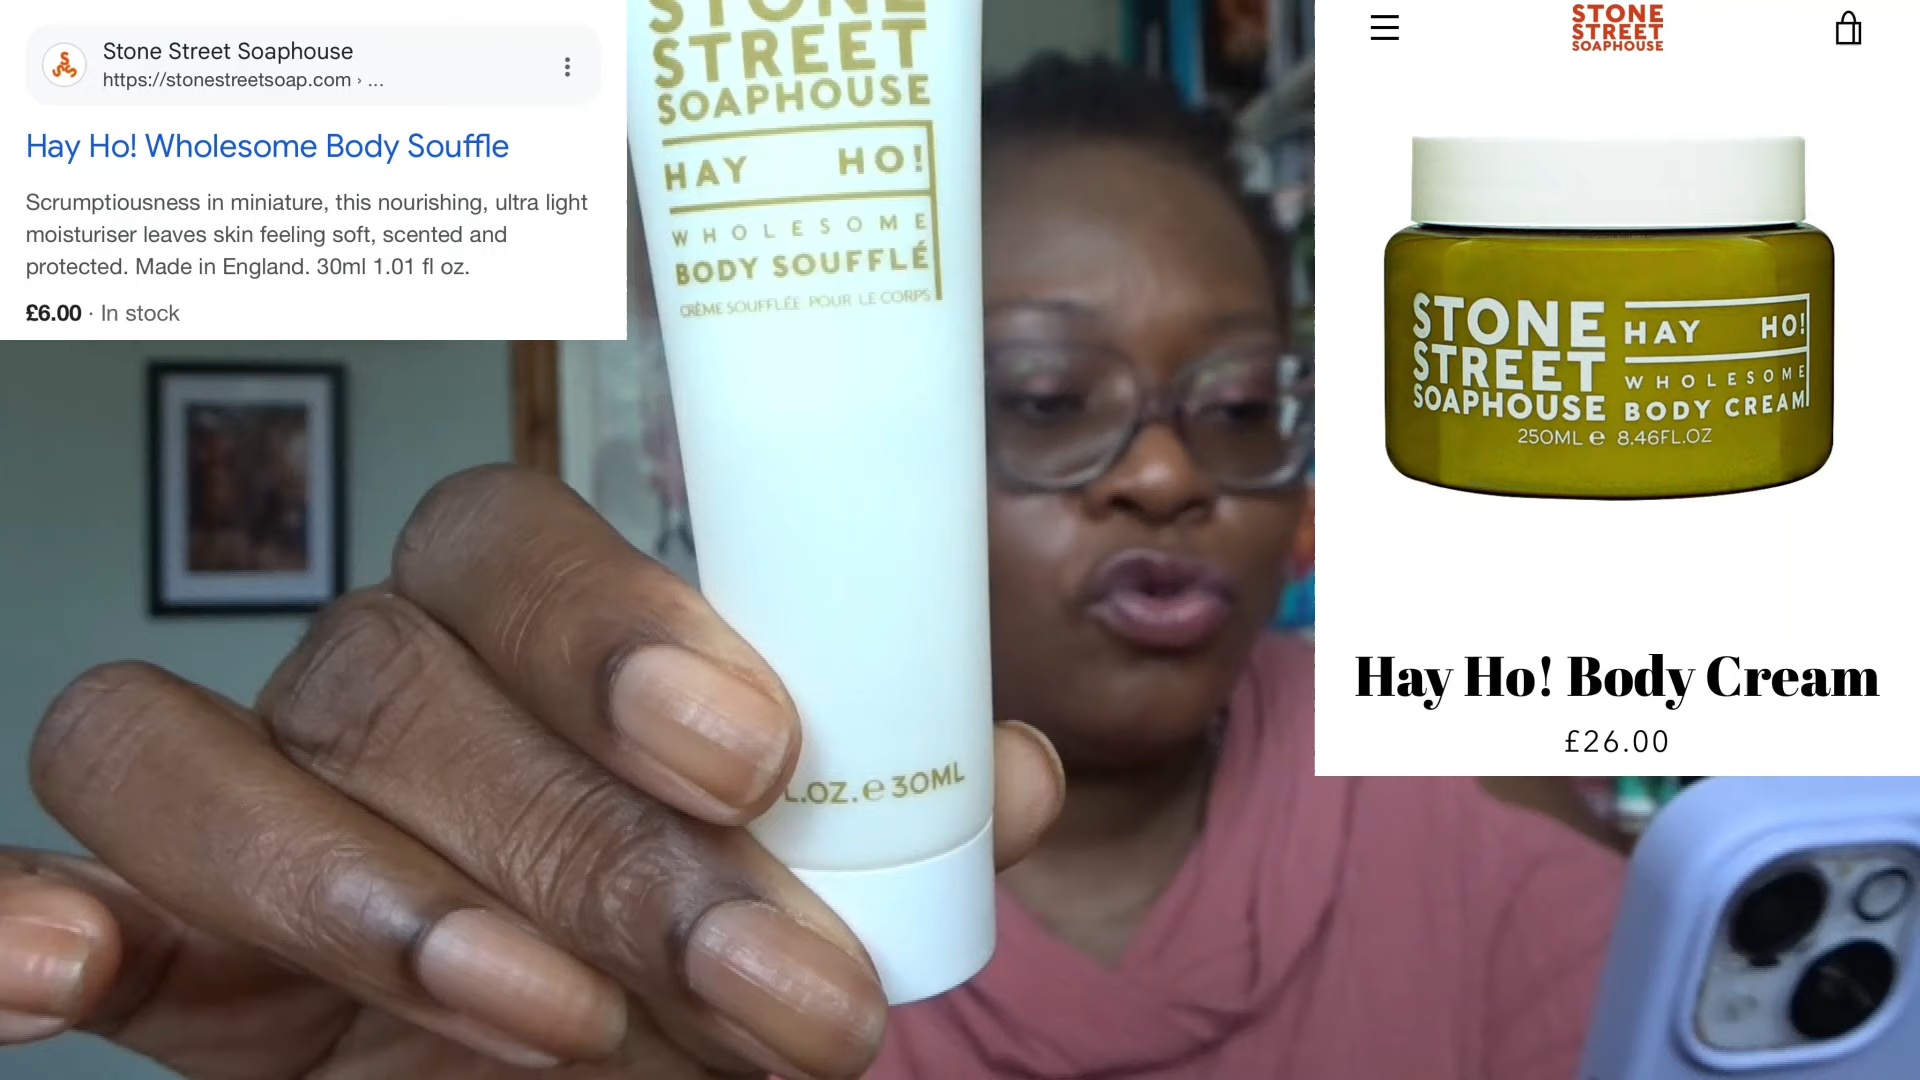 Stone Street Soaphouse
https://stonestreetsoap.com › ...
Hay Ho! Wholesome Body Souffle
Scrumptiousness in miniature, this nourishing, ultra light
moisturiser leaves skin feeling soft, scented and
protected. Made in England. 30ml 1.01 fl oz.
£6.00 · In stock
STONE
STREET
SOAPHOUSE
HAY HO!
WHOLESOME
BODY SOUFFLÉ
CRÈME SOUFFLÉE POUR LE CORPS
L.OZ. e 30ML
STONE
STREET
SOAPHOUSE
STONE
STREET
SOAPHOUSE
HAY HO!
WHOLESOME
BODY CREAM
250ML e 8.46FL.OZ
Hay Ho! Body Cream
£26.00